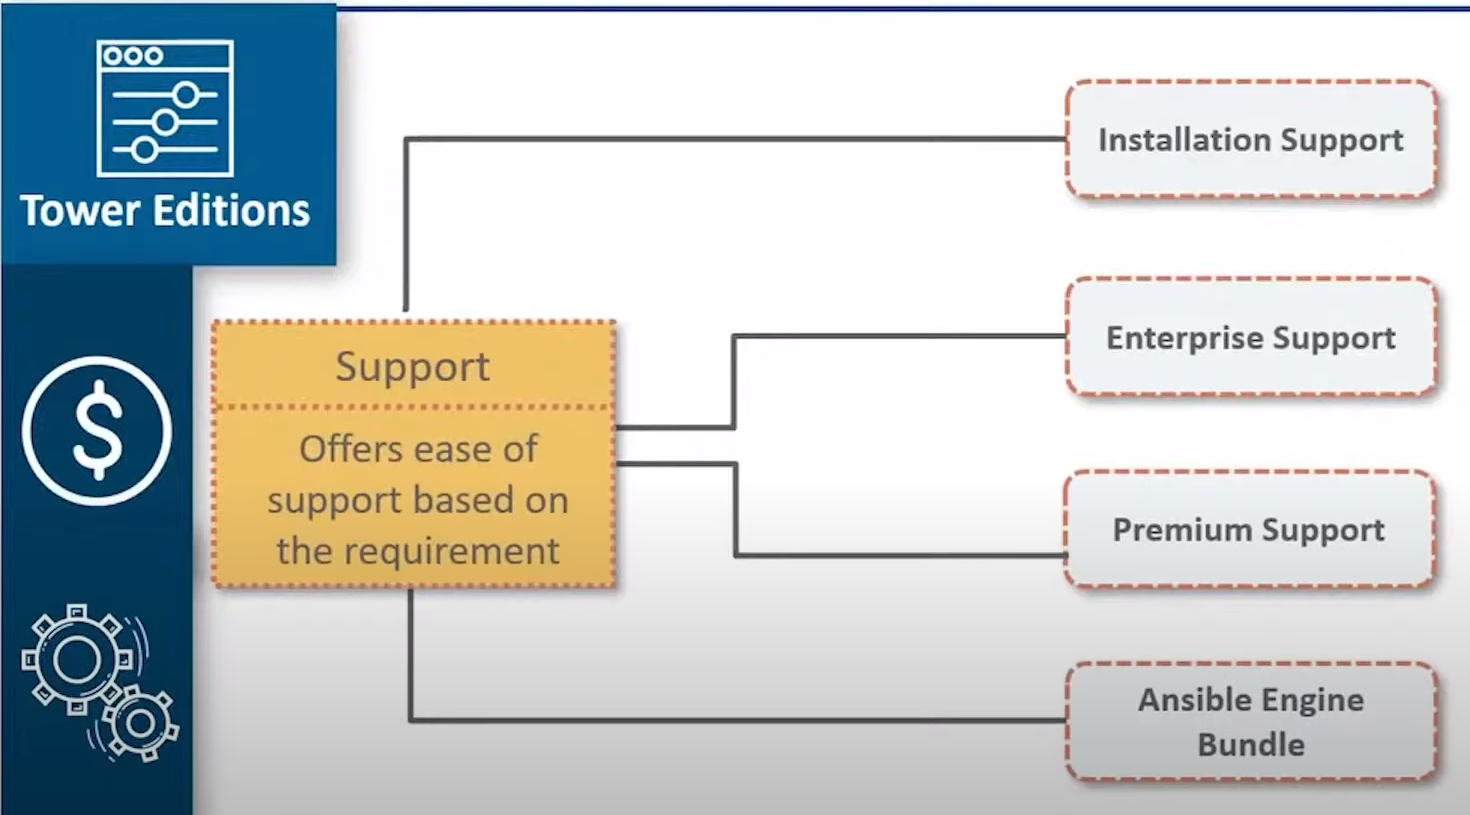 Tower Editions
Installation Support
Enterprise Support
Support
Offers ease of
support based on
the requirement
Premium Support
Ansible Engine
Bundle